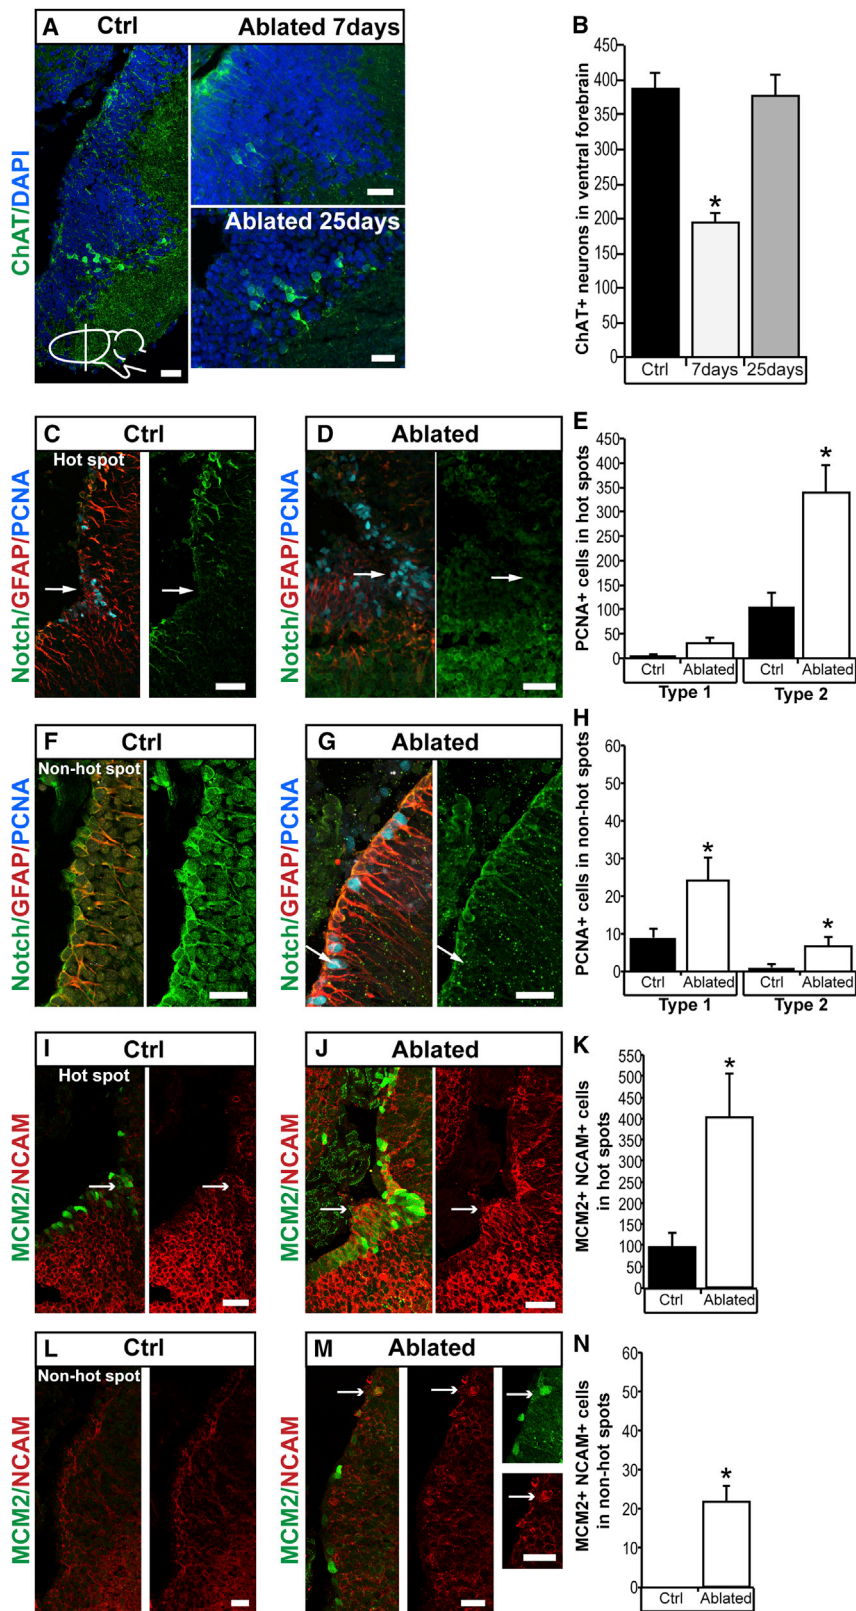 A Ctrl Ablated 7days
ChAT/DAPI
Ablated 25days
B
ChAT+ neurons in ventral forebrain
450
400
350
300
250
200
150
100
50
0
*
Ctrl 7days 25days
C Ctrl
Notch/GFAP/PCNA
Hot spot
D Ablated
Notch/GFAP/PCNA
E
PCNA+ cells in hot spots
450
400
350
300
250
200
150
100
50
0
*
Ctrl Ablated Ctrl Ablated
Type 1 Type 2
F Ctrl
Notch/GFAP/PCNA
Non-hot spot
G Ablated
Notch/GFAP/PCNA
H
PCNA+ cells in non-hot spots
60
50
40
30
20
10
0
* *
Ctrl Ablated Ctrl Ablated
Type 1 Type 2
I Ctrl
MCM2/NCAM
Hot spot
J Ablated
MCM2/NCAM
K
MCM2+ NCAM+ cells
in hot spots
550
500
450
400
350
300
250
200
150
100
50
0
*
Ctrl Ablated
L Ctrl
MCM2/NCAM
Non-hot spot
M Ablated
MCM2/NCAM
N
MCM2+ NCAM+ cells
in non-hot spots
60
50
40
30
20
10
0
*
Ctrl Ablated